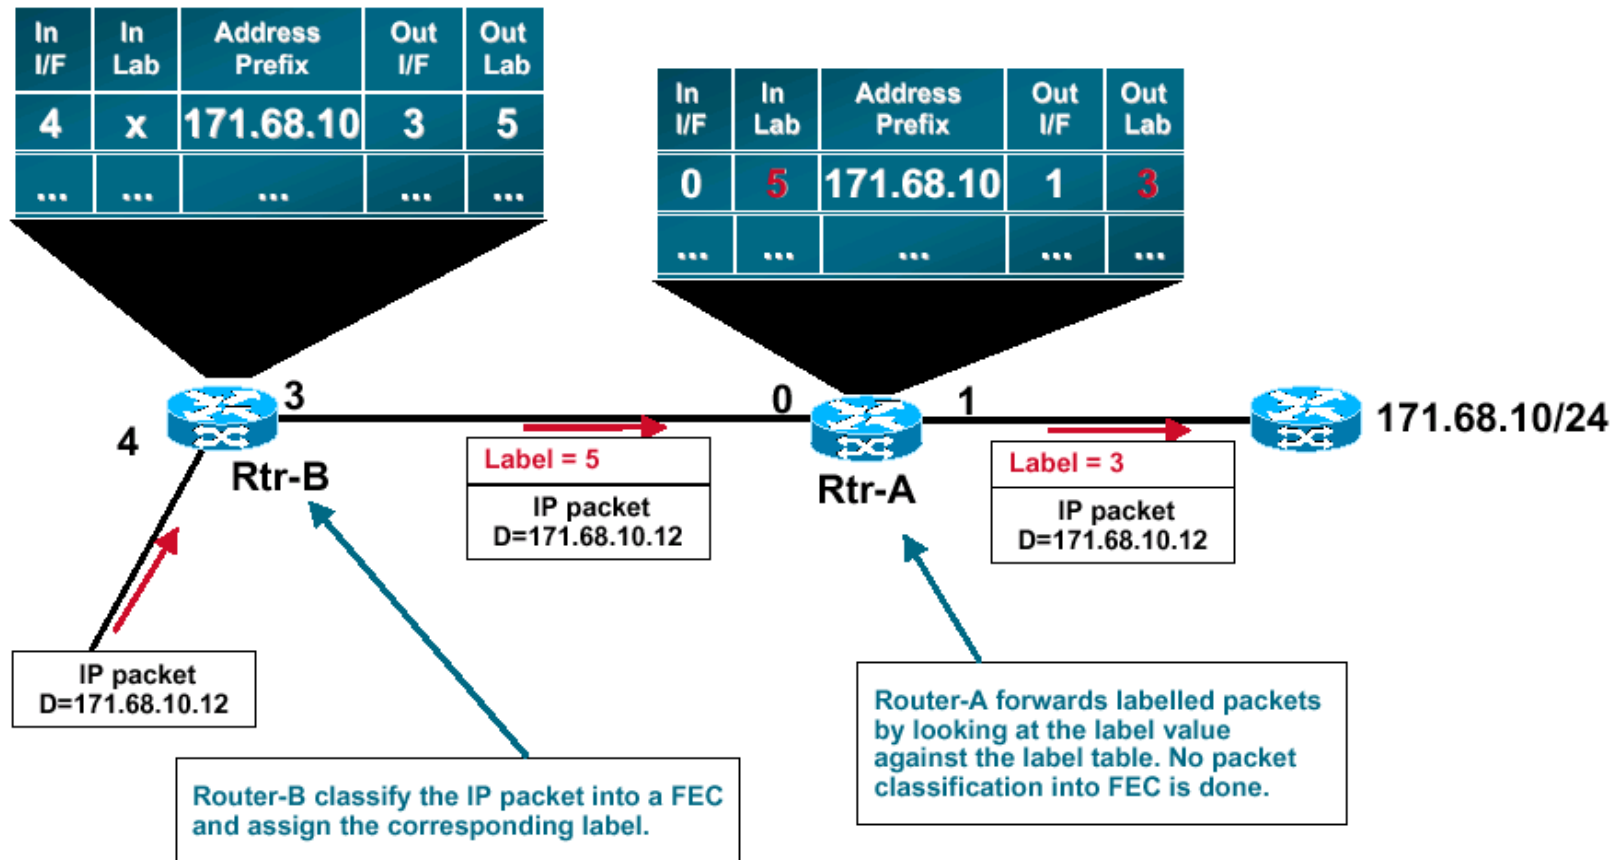 In I/F In Lab Address Prefix Out I/F Out Lab
4 x 171.68.10 3 5
... ... ... ... ...
In I/F In Lab Address Prefix Out I/F Out Lab
0 5 171.68.10 1 3
... ... ... ... ...
3
4
Rtr-B
0
1
Rtr-A
171.68.10/24
Label = 5
IP packet
D=171.68.10.12
Label = 3
IP packet
D=171.68.10.12
IP packet
D=171.68.10.12
Router-B classify the IP packet into a FEC
and assign the corresponding label.
Router-A forwards labelled packets
by looking at the label value
against the label table. No packet
classification into FEC is done.